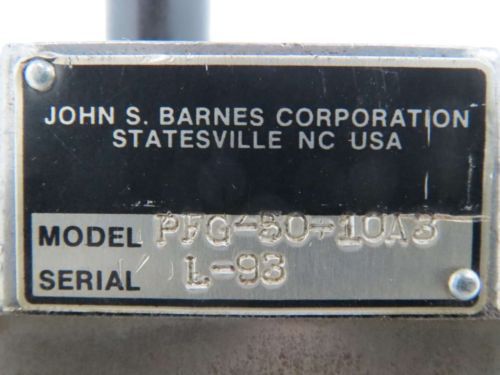 JOHN S. BARNES CORPORATION
STATESVILLE NC USA
MODEL PFG-50-10A3
SERIAL L-93